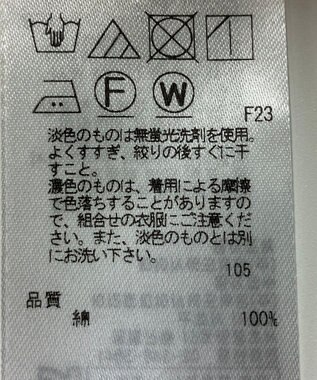 F W
F23
淡色のものは無蛍光洗剤を使用。
よくすすぎ、絞りの後すぐに干
すこと。
濃色のものは、着用による摩擦
で色落ちすることがありますの
で、組合せの衣服にご注意くださ
い。また、淡色のものとは別
にお洗い下さい。
105
品質
綿 100%